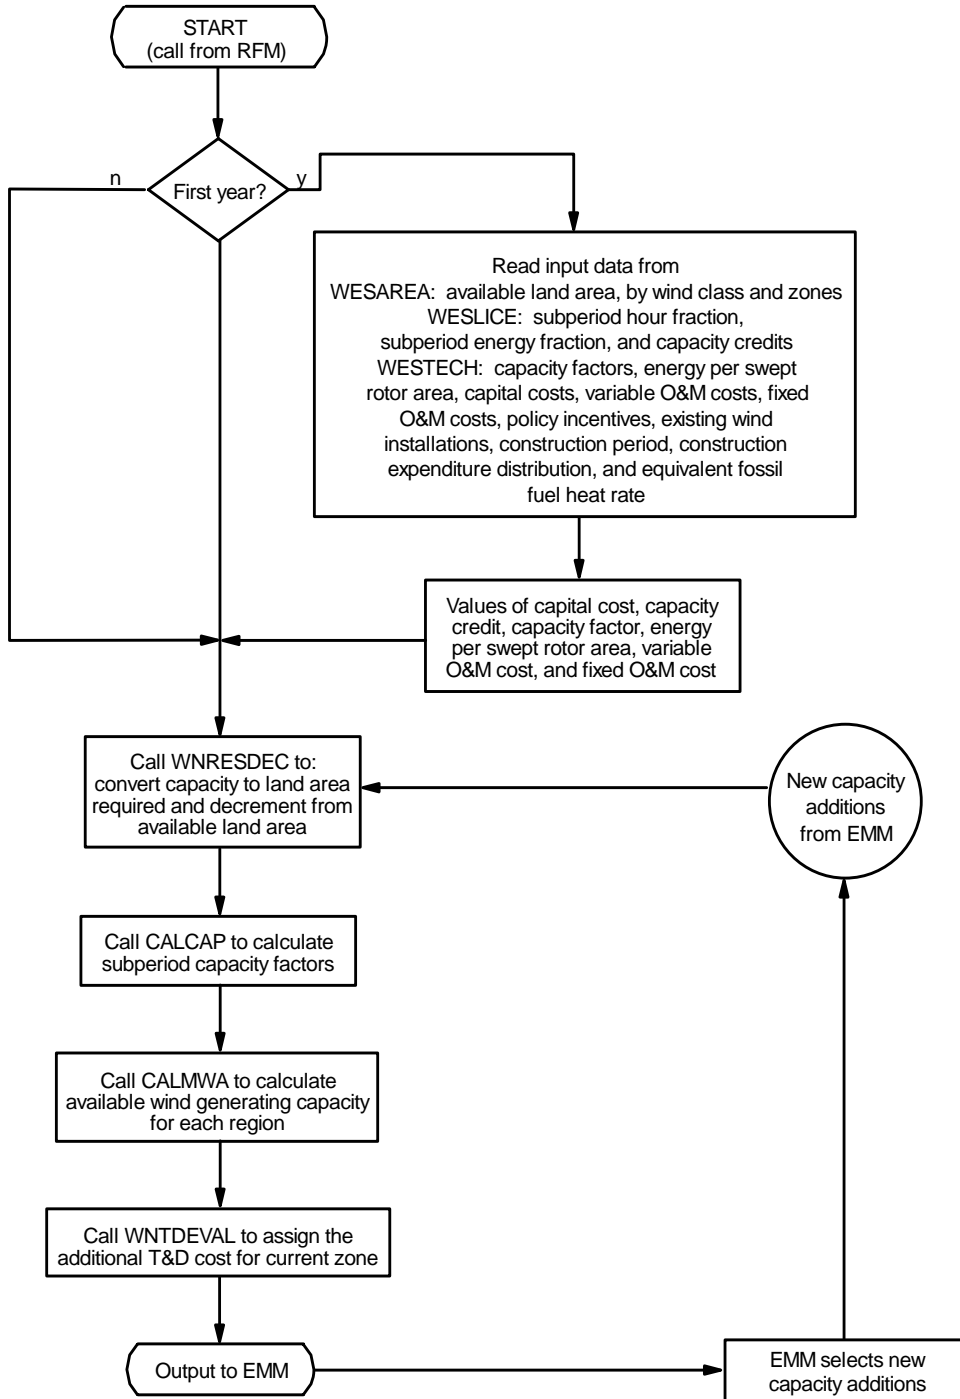 START
(call from RFM)
n
First year?
y
Read input data from
WESAREA: available land area, by wind class and zones
WESLICE: subperiod hour fraction,
subperiod energy fraction, and capacity credits
WESTECH: capacity factors, energy per swept
rotor area, capital costs, variable O&M costs, fixed
O&M costs, policy incentives, existing wind
installations, construction period, construction
expenditure distribution, and equivalent fossil
fuel heat rate
Values of capital cost, capacity
credit, capacity factor, energy
per swept rotor area, variable
O&M cost, and fixed O&M cost
Call WNRESDEC to:
convert capacity to land area
required and decrement from
available land area
New capacity
additions
from EMM
Call CALCAP to calculate
subperiod capacity factors
Call CALMWA to calculate
available wind generating capacity
for each region
Call WNTDEVAL to assign the
additional T&D cost for current zone
Output to EMM
EMM selects new
capacity additions